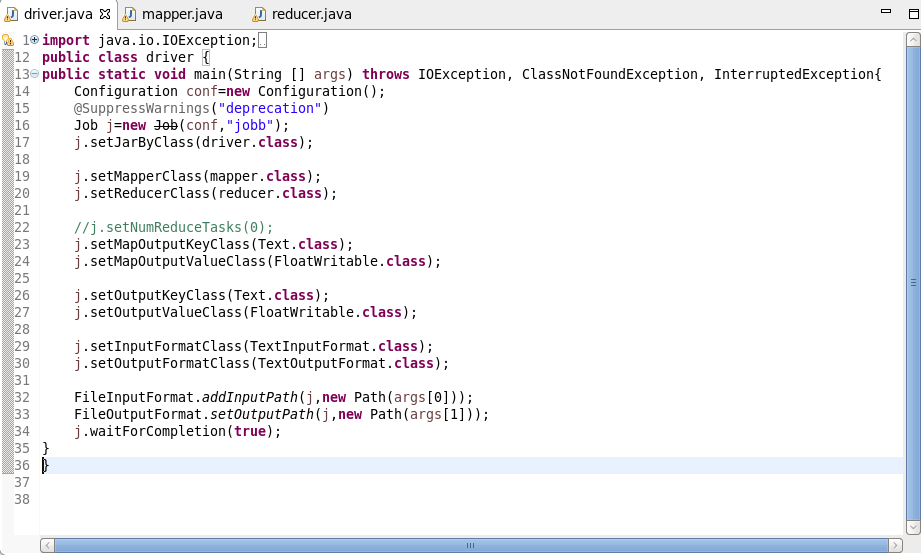 driver.java mapper.java reducer.java
1 import java.io.IOException;
12 public class driver {
13 public static void main(String [] args) throws IOException, ClassNotFoundException, InterruptedException{
14 Configuration conf=new Configuration();
15 @SuppressWarnings("deprecation")
16 Job j=new Job(conf,"jobb");
17 j.setJarByClass(driver.class);
18
19 j.setMapperClass(mapper.class);
20 j.setReducerClass(reducer.class);
21
22 //j.setNumReduceTasks(0);
23 j.setMapOutputKeyClass(Text.class);
24 j.setMapOutputValueClass(FloatWritable.class);
25
26 j.setOutputKeyClass(Text.class);
27 j.setOutputValueClass(FloatWritable.class);
28
29 j.setInputFormatClass(TextInputFormat.class);
30 j.setOutputFormatClass(TextOutputFormat.class);
31
32 FileInputFormat.addInputPath(j,new Path(args[0]));
33 FileOutputFormat.setOutputPath(j,new Path(args[1]));
34 j.waitForCompletion(true);
35 }
36 }
37
38